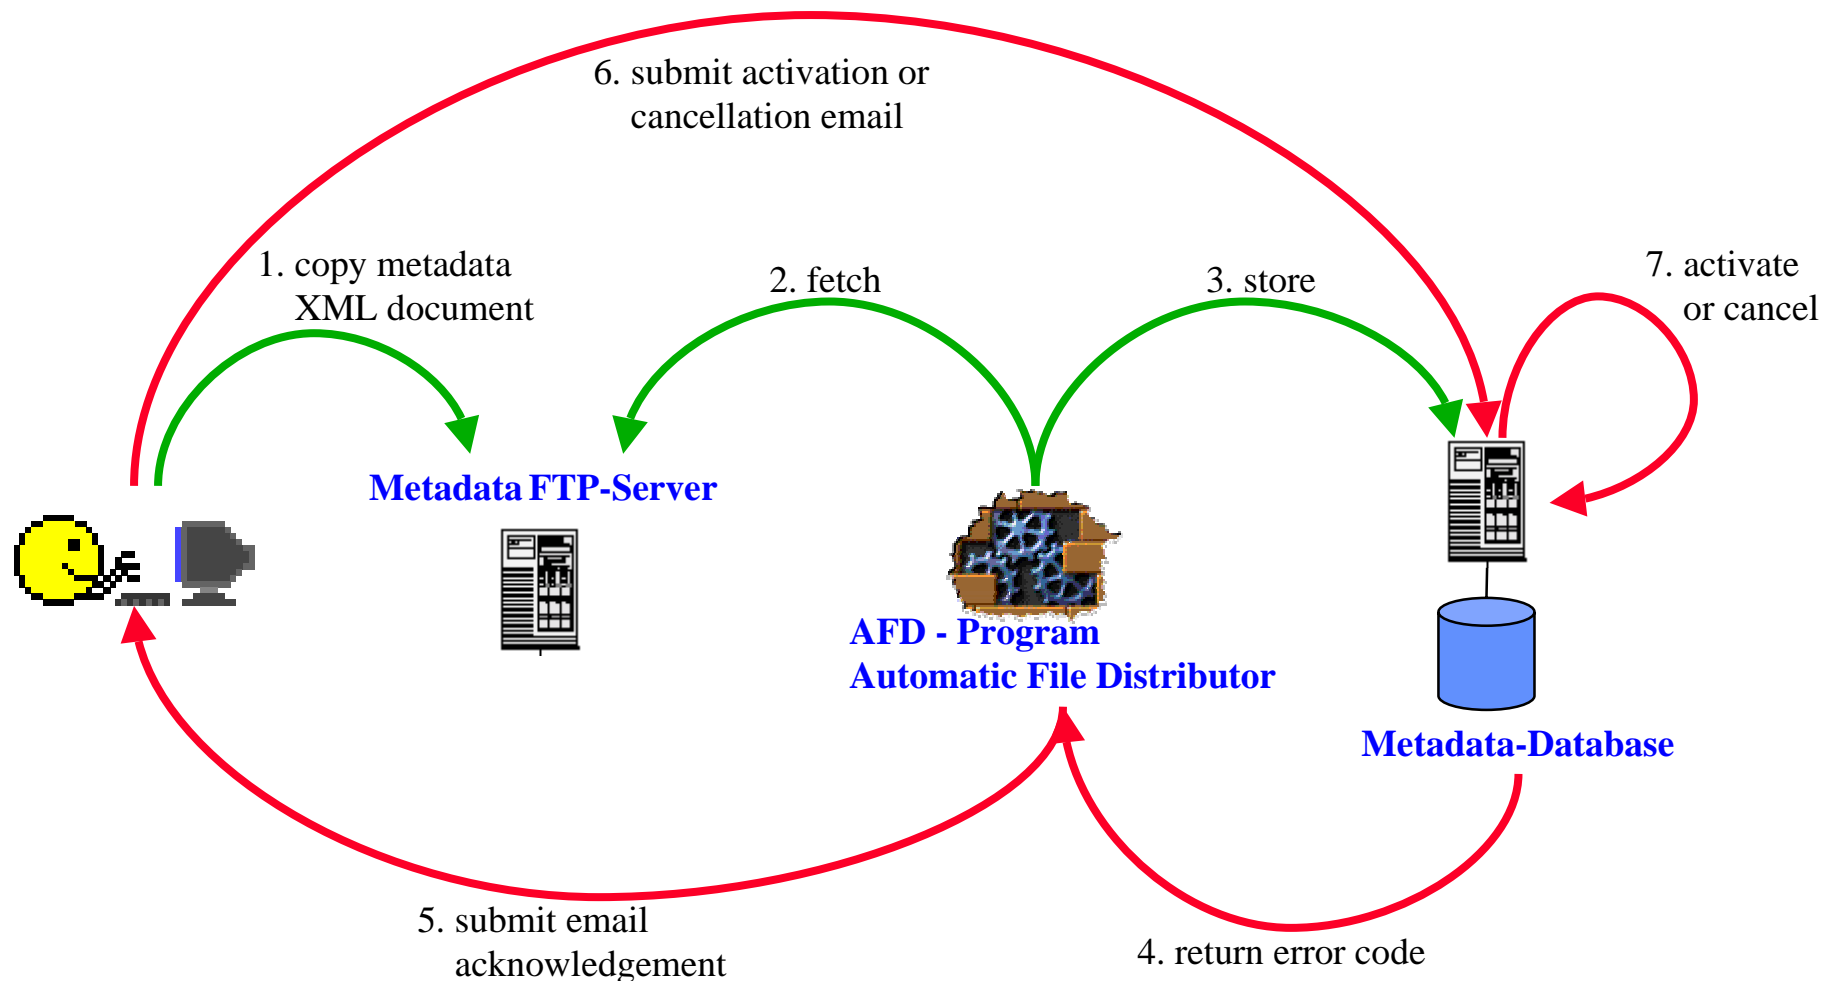 6. submit activation or
cancellation email
1. copy metadata
XML document
2. fetch
3. store
7. activate
or cancel
Metadata FTP-Server
AFD - Program
Automatic File Distributor
Metadata-Database
5. submit email
acknowledgement
4. return error code